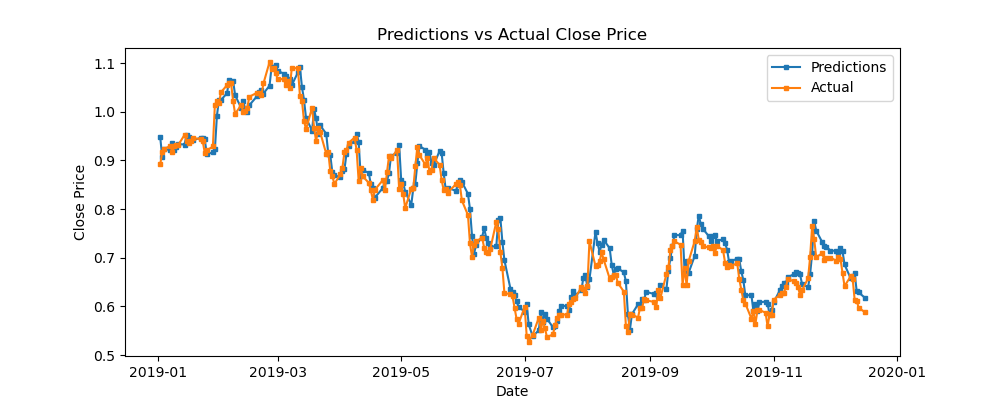 Predictions vs Actual Close Price
Predictions
Actual
Close Price
1.1
1.0
0.9
0.8
0.7
0.6
0.5
2019-01 2019-03 2019-05 2019-07 2019-09 2019-11 2020-01
Date